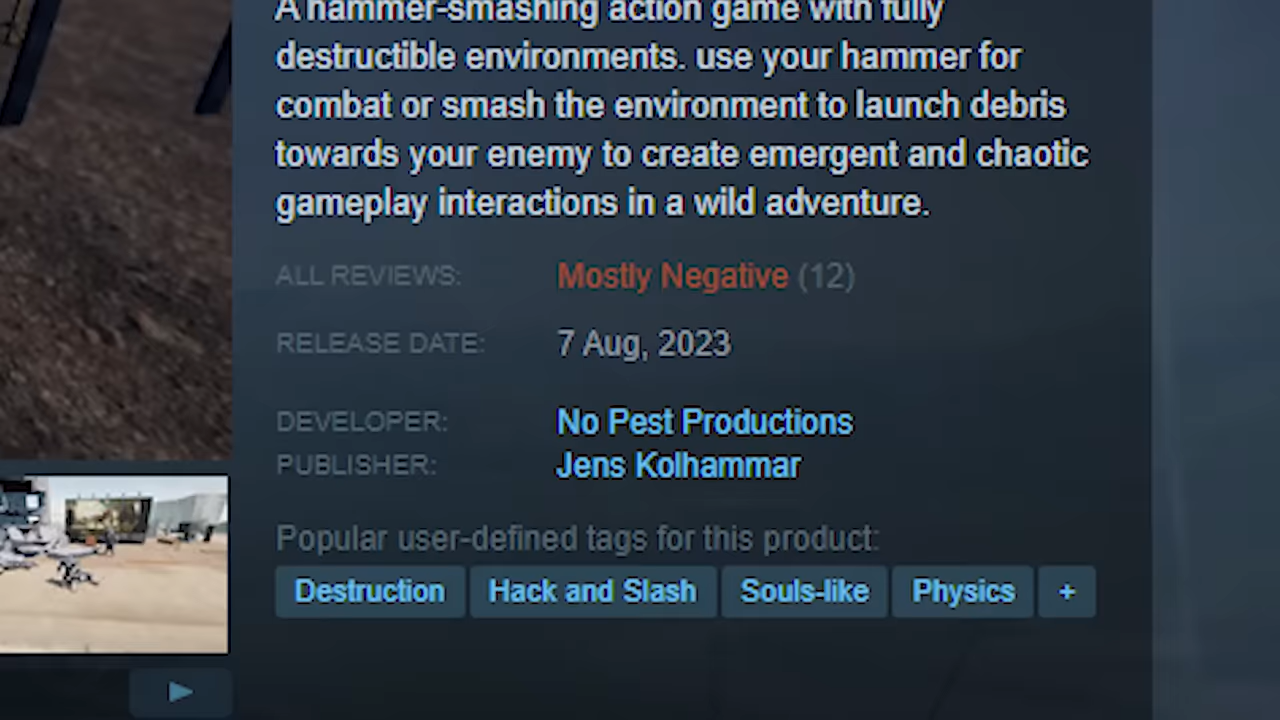 A hammer-smashing action game with fully
destructible environments. use your hammer for
combat or smash the environment to launch debris
towards your enemy to create emergent and chaotic
gameplay interactions in a wild adventure.
ALL REVIEWS: Mostly Negative (12)
RELEASE DATE: 7 Aug, 2023
DEVELOPER: No Pest Productions
PUBLISHER: Jens Kolhammar
Popular user-defined tags for this product:
Destruction Hack and Slash Souls-like Physics +